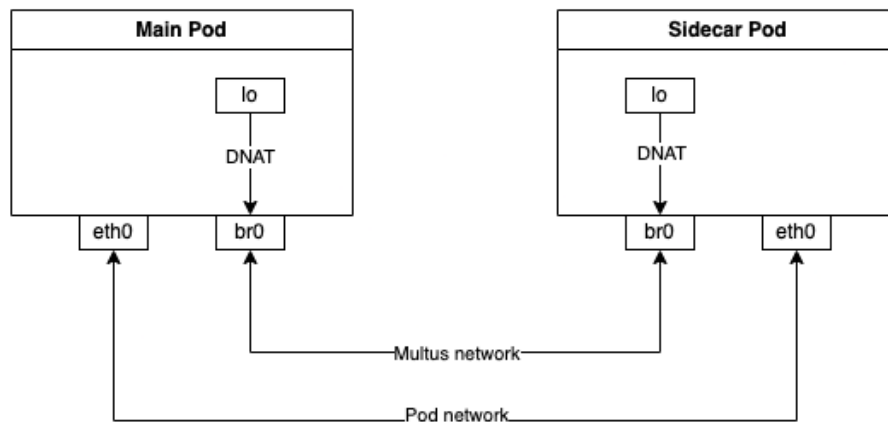 Main Pod
Sidecar Pod
lo
lo
DNAT
DNAT
eth0
br0
br0
eth0
Multus network
Pod network